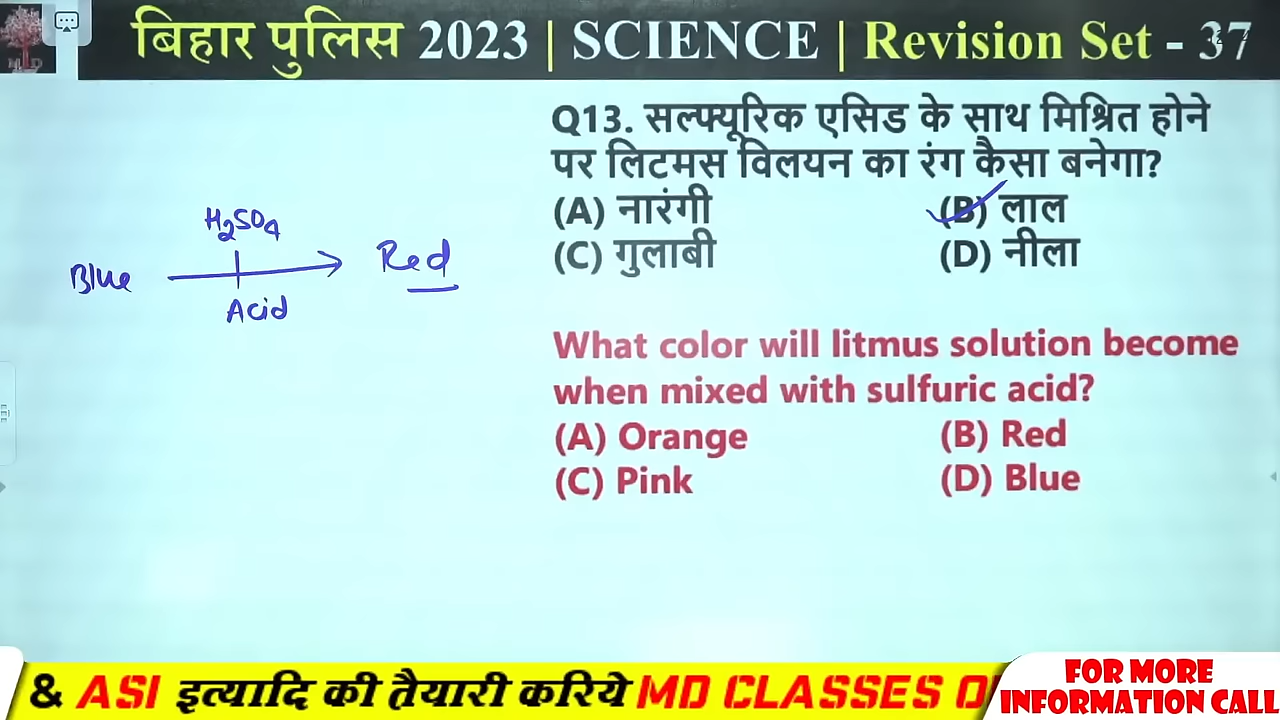 बिहार पुलिस 2023 | SCIENCE | Revision Set - 37
Q13. सल्फ्यूरिक एसिड के साथ मिश्रित होने
पर लिटमस विलयन का रंग कैसा बनेगा?
(A) नारंगी (B) लाल
(C) गुलाबी (D) नीला
H₂SO₄
Blue Red
Acid
What color will litmus solution become
when mixed with sulfuric acid?
(A) Orange (B) Red
(C) Pink (D) Blue
& ASI इत्यादि की तैयारी करिये MD CLASSES
FOR MORE
INFORMATION CALL